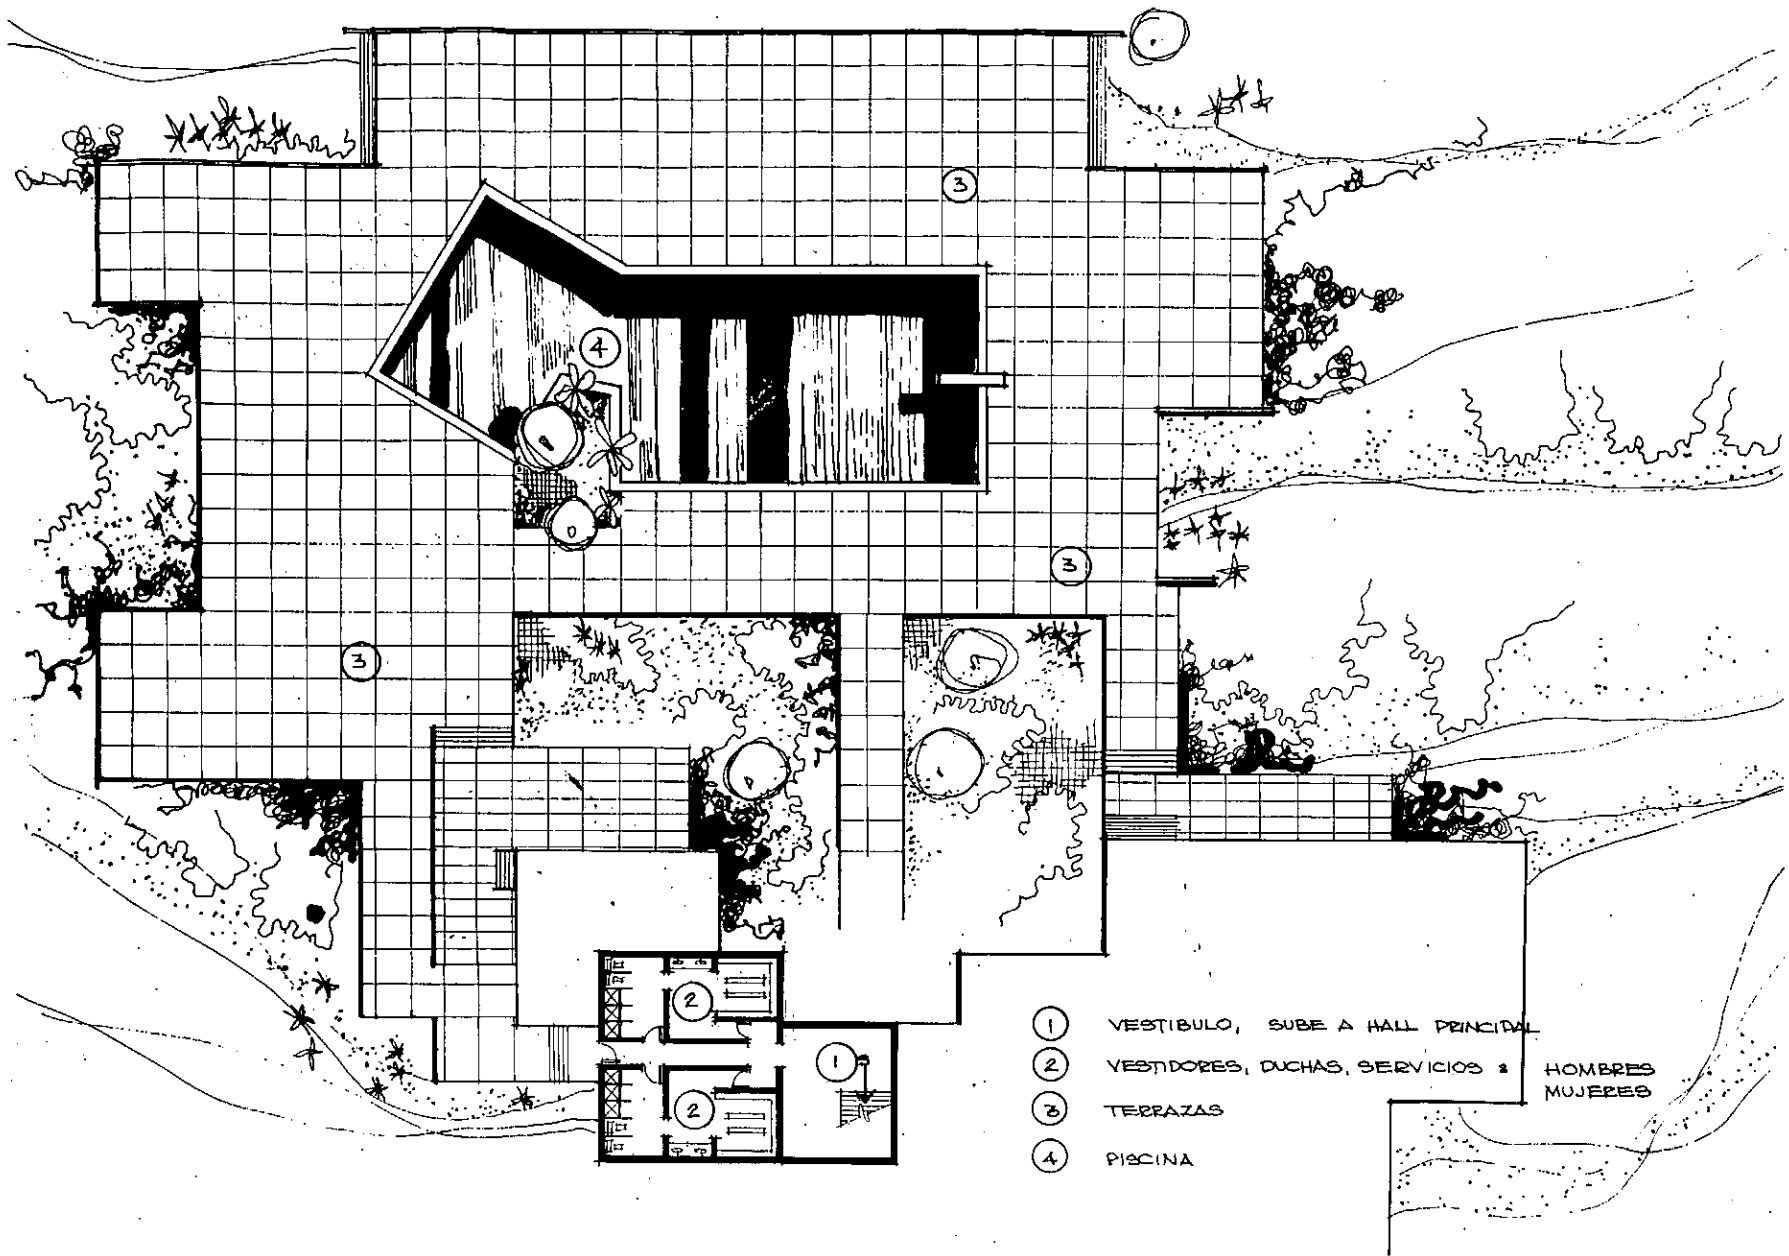 3
4
3
3
2
1
2
1 VESTIBULO, SUBE A HALL PRINCIPAL
2 VESTIDORES, DUCHAS, SERVICIOS : HOMBRES
MUJERES
3 TERRAZAS
4 PISCINA